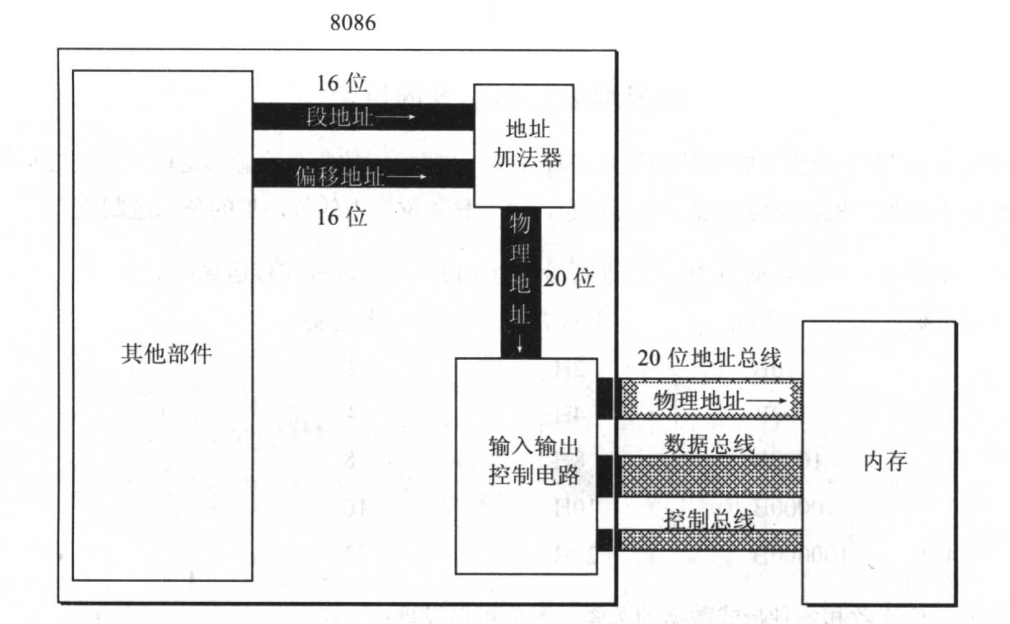 8086
16 位
段地址→
偏移地址→
16 位
地址
加法器
物
理
地
址
↓
20 位
其他部件
输入输出
控制电路
20 位地址总线
物理地址→
数据总线
控制总线
内存